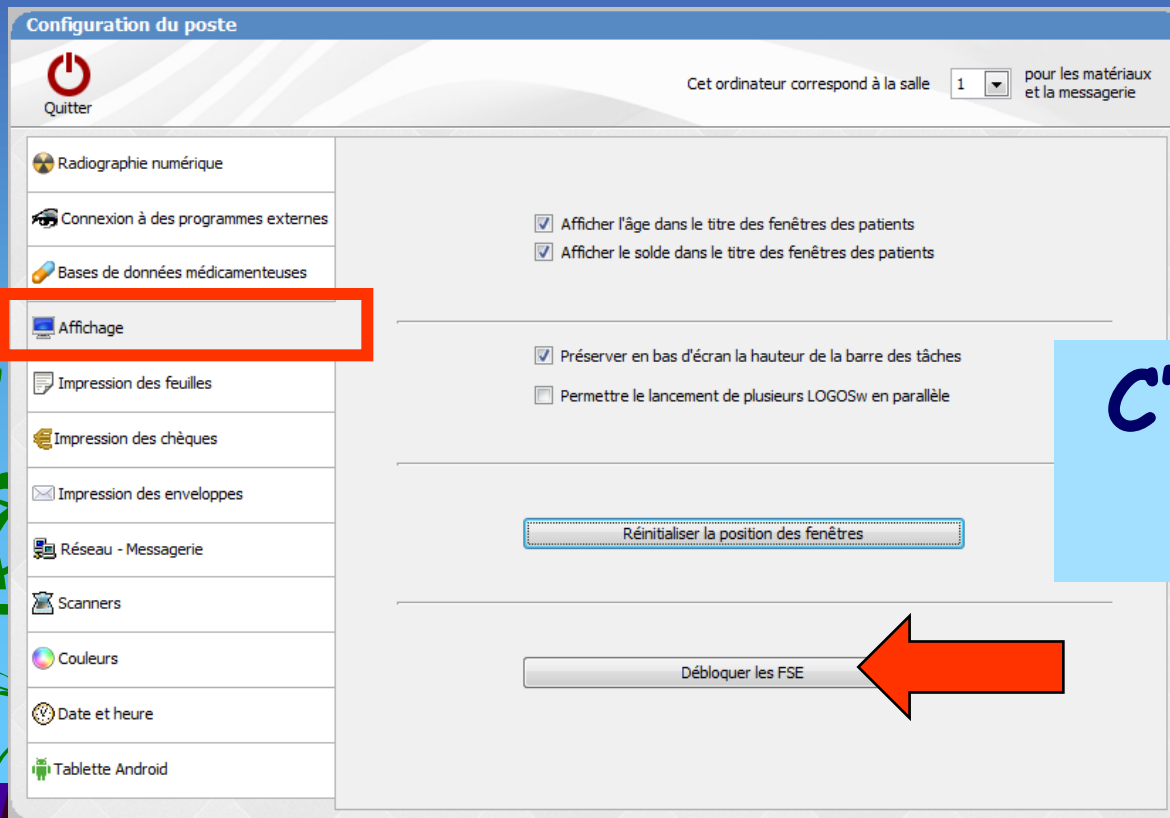 Configuration du poste
Quitter
Cet ordinateur correspond à la salle 1 pour les matériaux
et la messagerie
Radiographie numérique
Connexion à des programmes externes
Bases de données médicamenteuses
Affichage
Impression des feuilles
Impression des chèques
Impression des enveloppes
Réseau - Messagerie
Scanners
Couleurs
Date et heure
Tablette Android
Afficher l'âge dans le titre des fenêtres des patients
Afficher le solde dans le titre des fenêtres des patients
Préserver en bas d'écran la hauteur de la barre des tâches
Permettre le lancement de plusieurs LOGOSw en parallèle
Réinitialiser la position des fenêtres
Débloquer les FSE